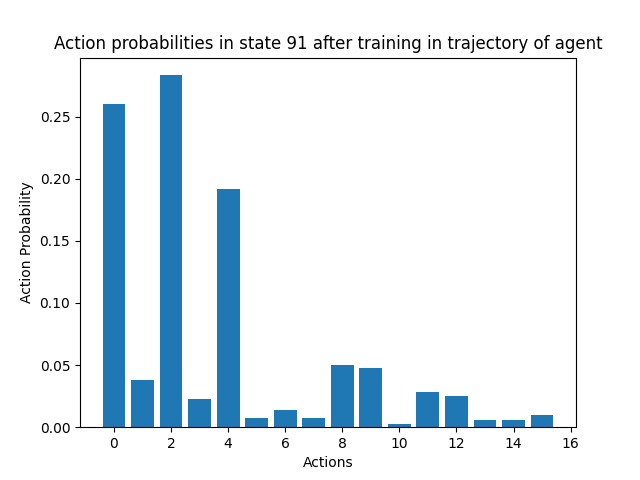 Action probabilities in state 91 after training in trajectory of agent
Action Probability
0.25
0.20
0.15
0.10
0.05
0.00
0 2 4 6 8 10 12 14 16
Actions